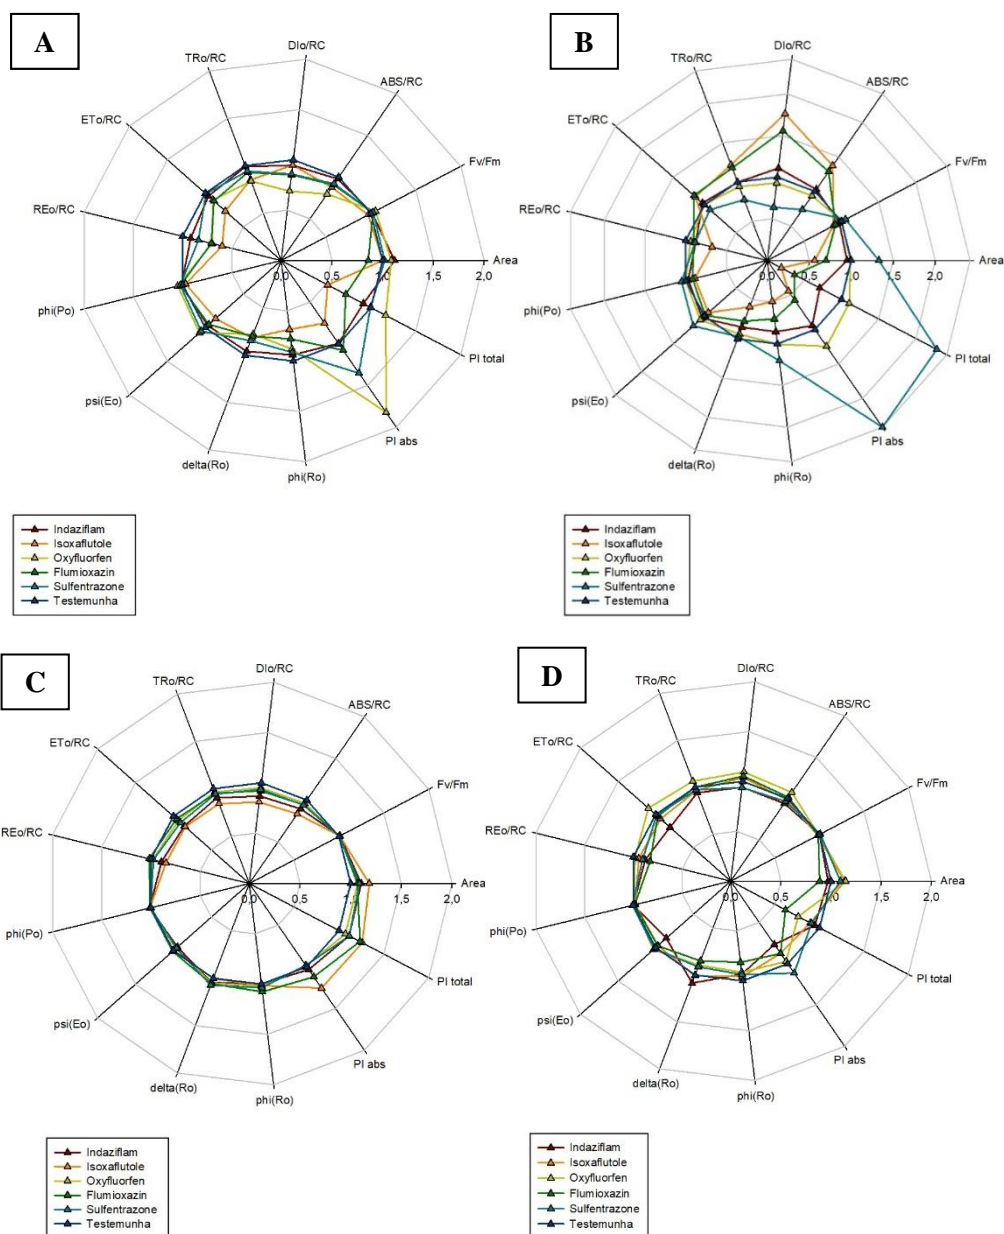 A
DIo/RC
TRo/RC
ABS/RC
ETo/RC
Fv/Fm
REo/RC
Area
0,0 0,5 1,0 1,5 2,0
phi(Po)
PI total
psi(Eo)
PI abs
delta(Ro)
phi(Ro)
Indaziflam
Isoxaflutole
Oxyfluorfen
Flumioxazin
Sulfentrazone
Testemunha
B
DIo/RC
TRo/RC
ABS/RC
ETo/RC
Fv/Fm
REo/RC
Area
0,0 0,5 1,0 1,5 2,0
phi(Po)
PI total
psi(Eo)
PI abs
delta(Ro)
phi(Ro)
Indaziflam
Isoxaflutole
Oxyfluorfen
Flumioxazin
Sulfentrazone
Testemunha
C
DIo/RC
TRo/RC
ABS/RC
ETo/RC
Fv/Fm
REo/RC
Area
0,0 0,5 1,0 1,5 2,0
phi(Po)
PI total
psi(Eo)
PI abs
delta(Ro)
phi(Ro)
Indaziflam
Isoxaflutole
Oxyfluorfen
Flumioxazin
Sulfentrazone
Testemunha
D
DIo/RC
TRo/RC
ABS/RC
ETo/RC
Fv/Fm
REo/RC
Area
0,0 0,5 1,0 1,5 2,0
phi(Po)
PI total
psi(Eo)
PI abs
delta(Ro)
phi(Ro)
Indaziflam
Isoxaflutole
Oxyfluorfen
Flumioxazin
Sulfentrazone
Testemunha